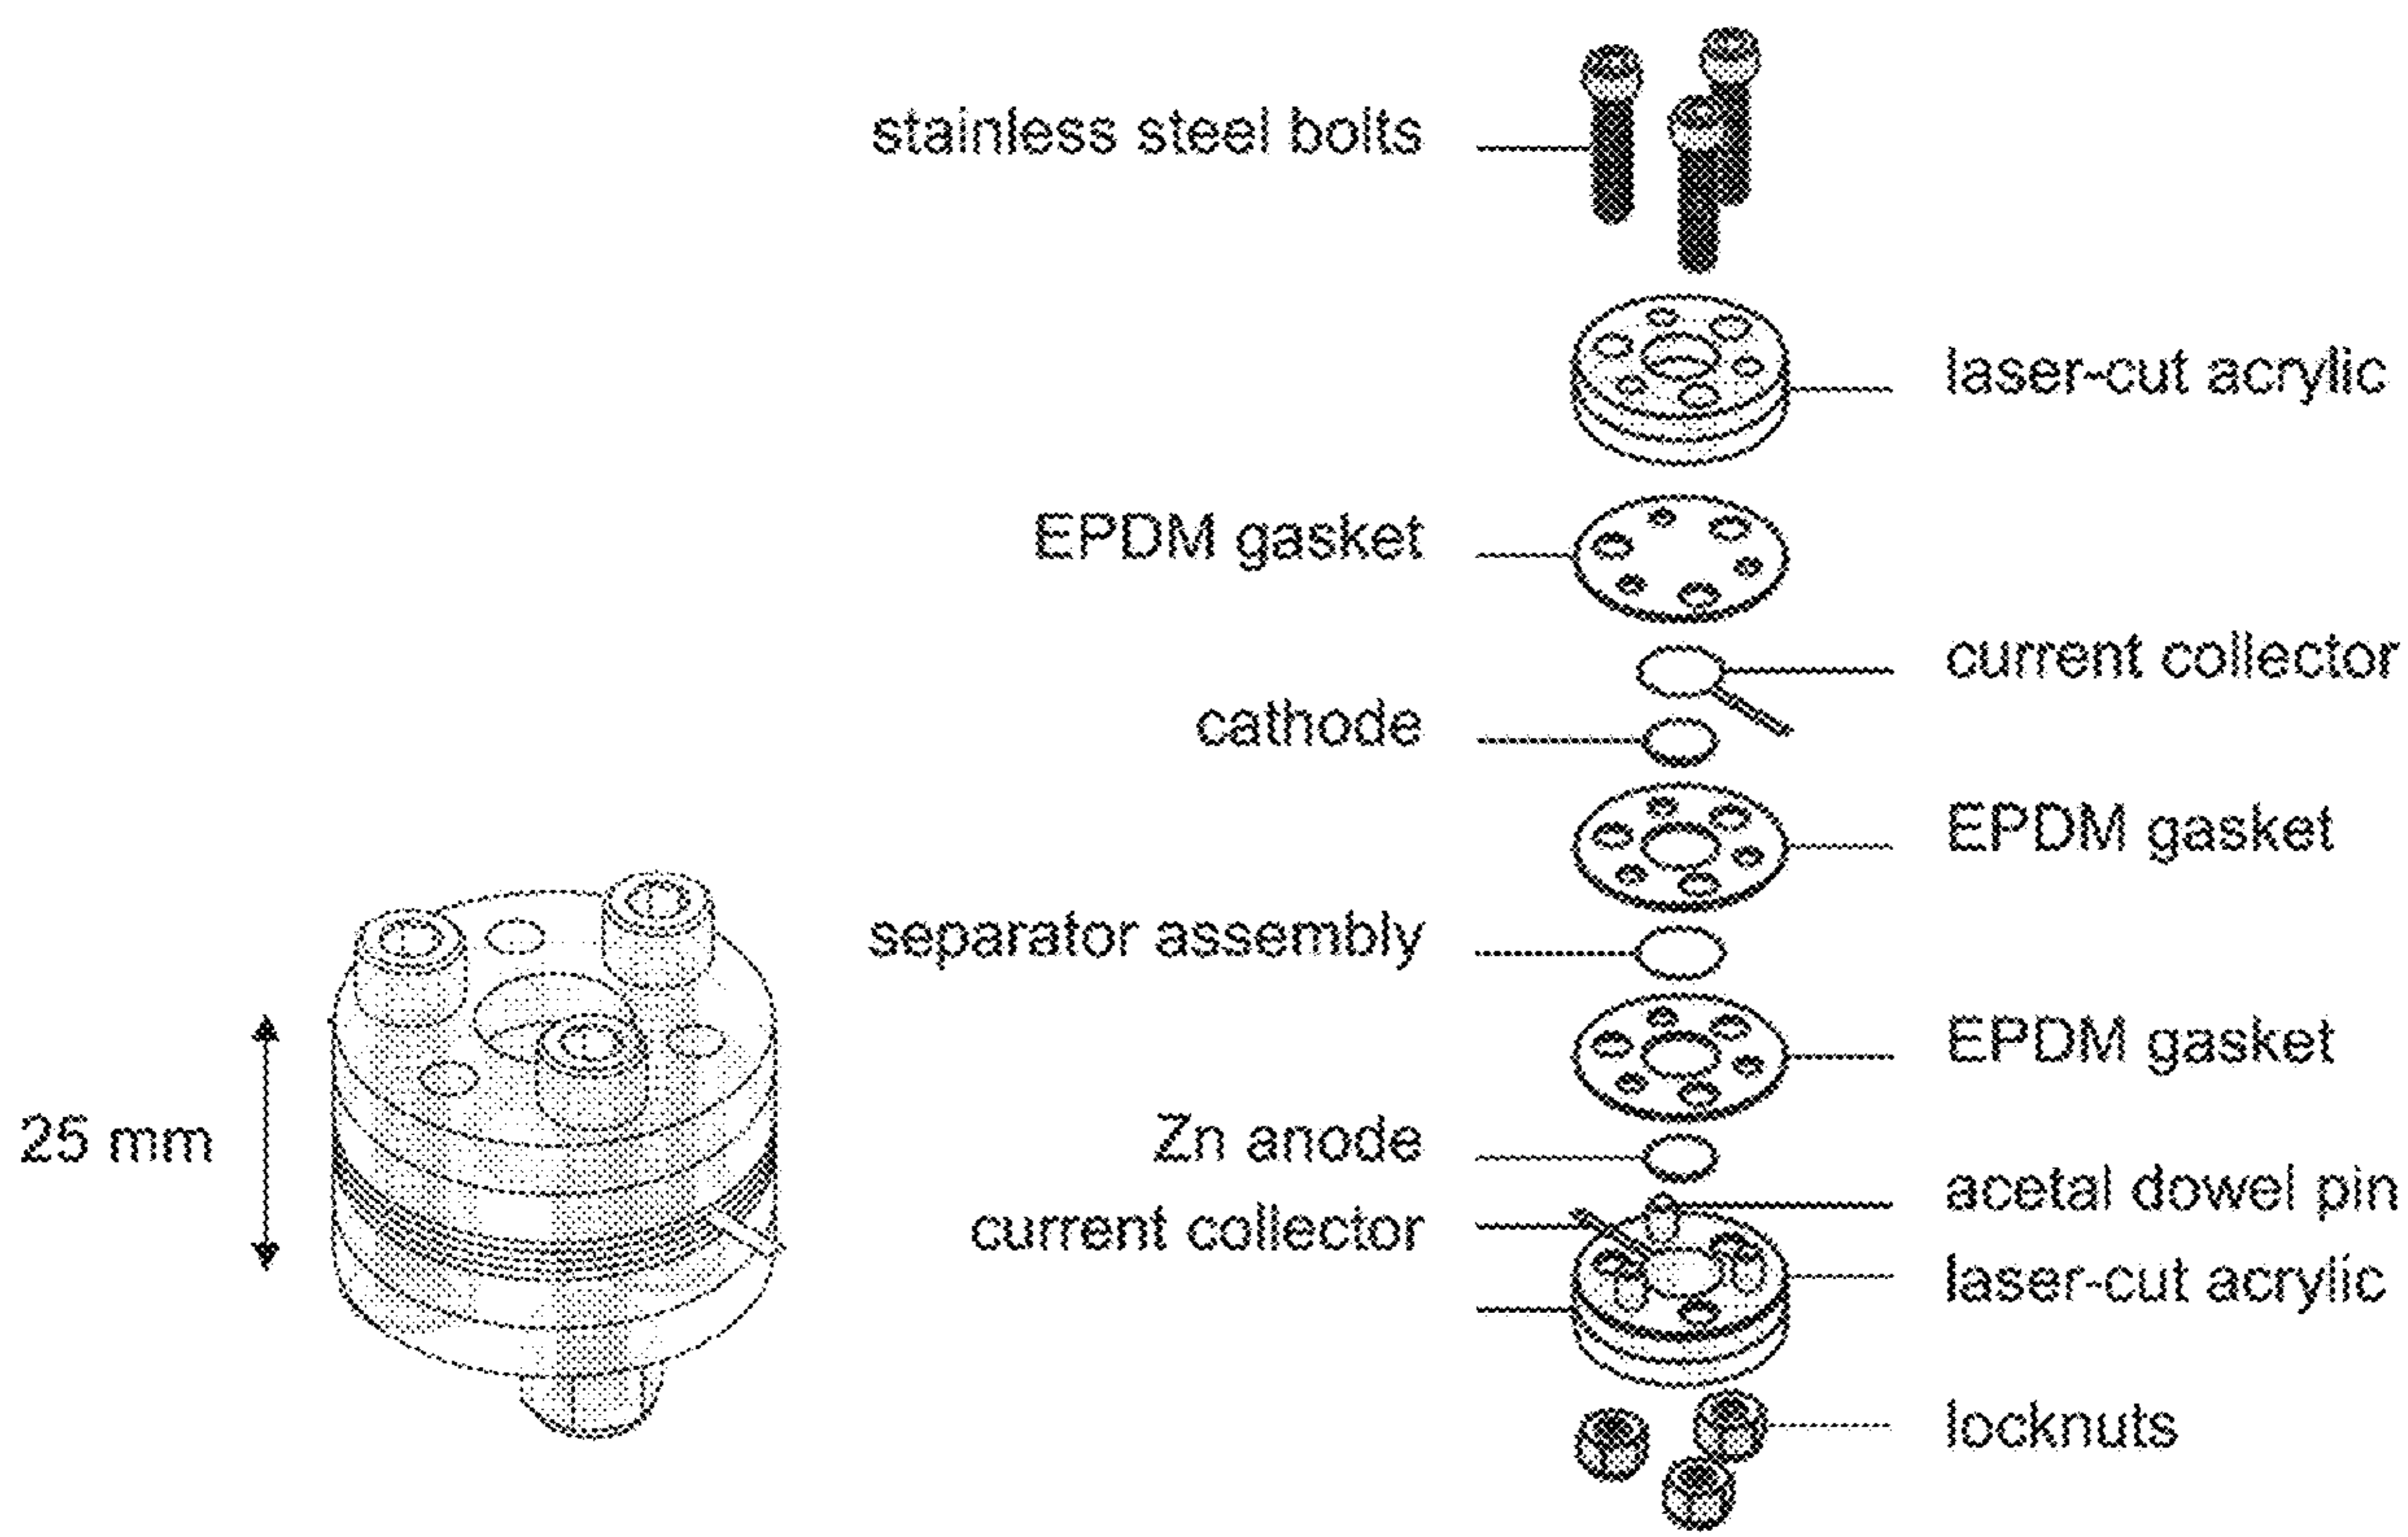 stainless steel bolts
laser-cut acrylic
EPDM gasket
current collector
cathode
EPDM gasket
separator assembly
EPDM gasket
Zn anode
acetal dowel pin
current collector
laser-cut acrylic
locknuts
25 mm